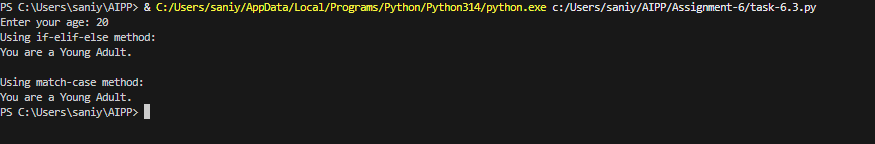 PS C:\Users\saniy\AIPP> & C:/Users/saniy/AppData/Local/Programs/Python/Python314/python.exe c:/Users/saniy/AIPP/Assignment-6/task-6.3.py
Enter your age: 20
Using if-elif-else method:
You are a Young Adult.

Using match-case method:
You are a Young Adult.
PS C:\Users\saniy\AIPP>